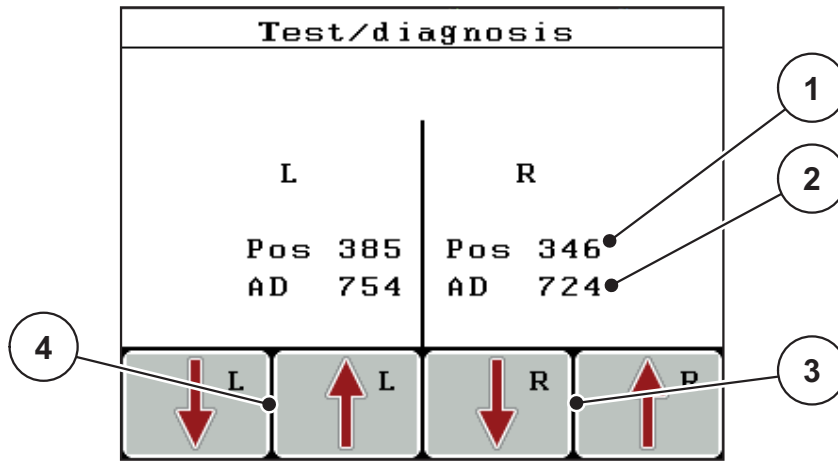 Test/diagnosis
1
L R
2
Pos 385 Pos 346
AD 754 AD 724
4 L L R R 3